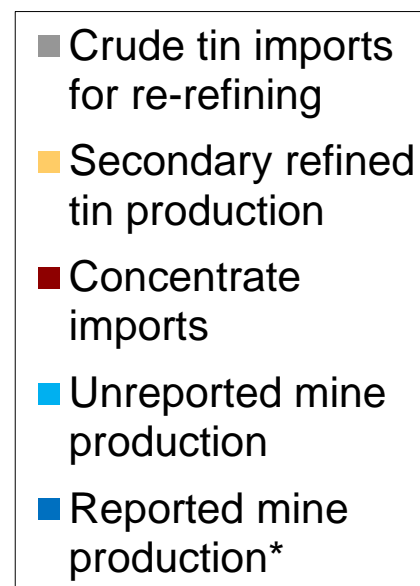 Crude tin imports
for re-refining
Secondary refined
tin production
Concentrate
imports
Unreported mine
production
Reported mine
production*